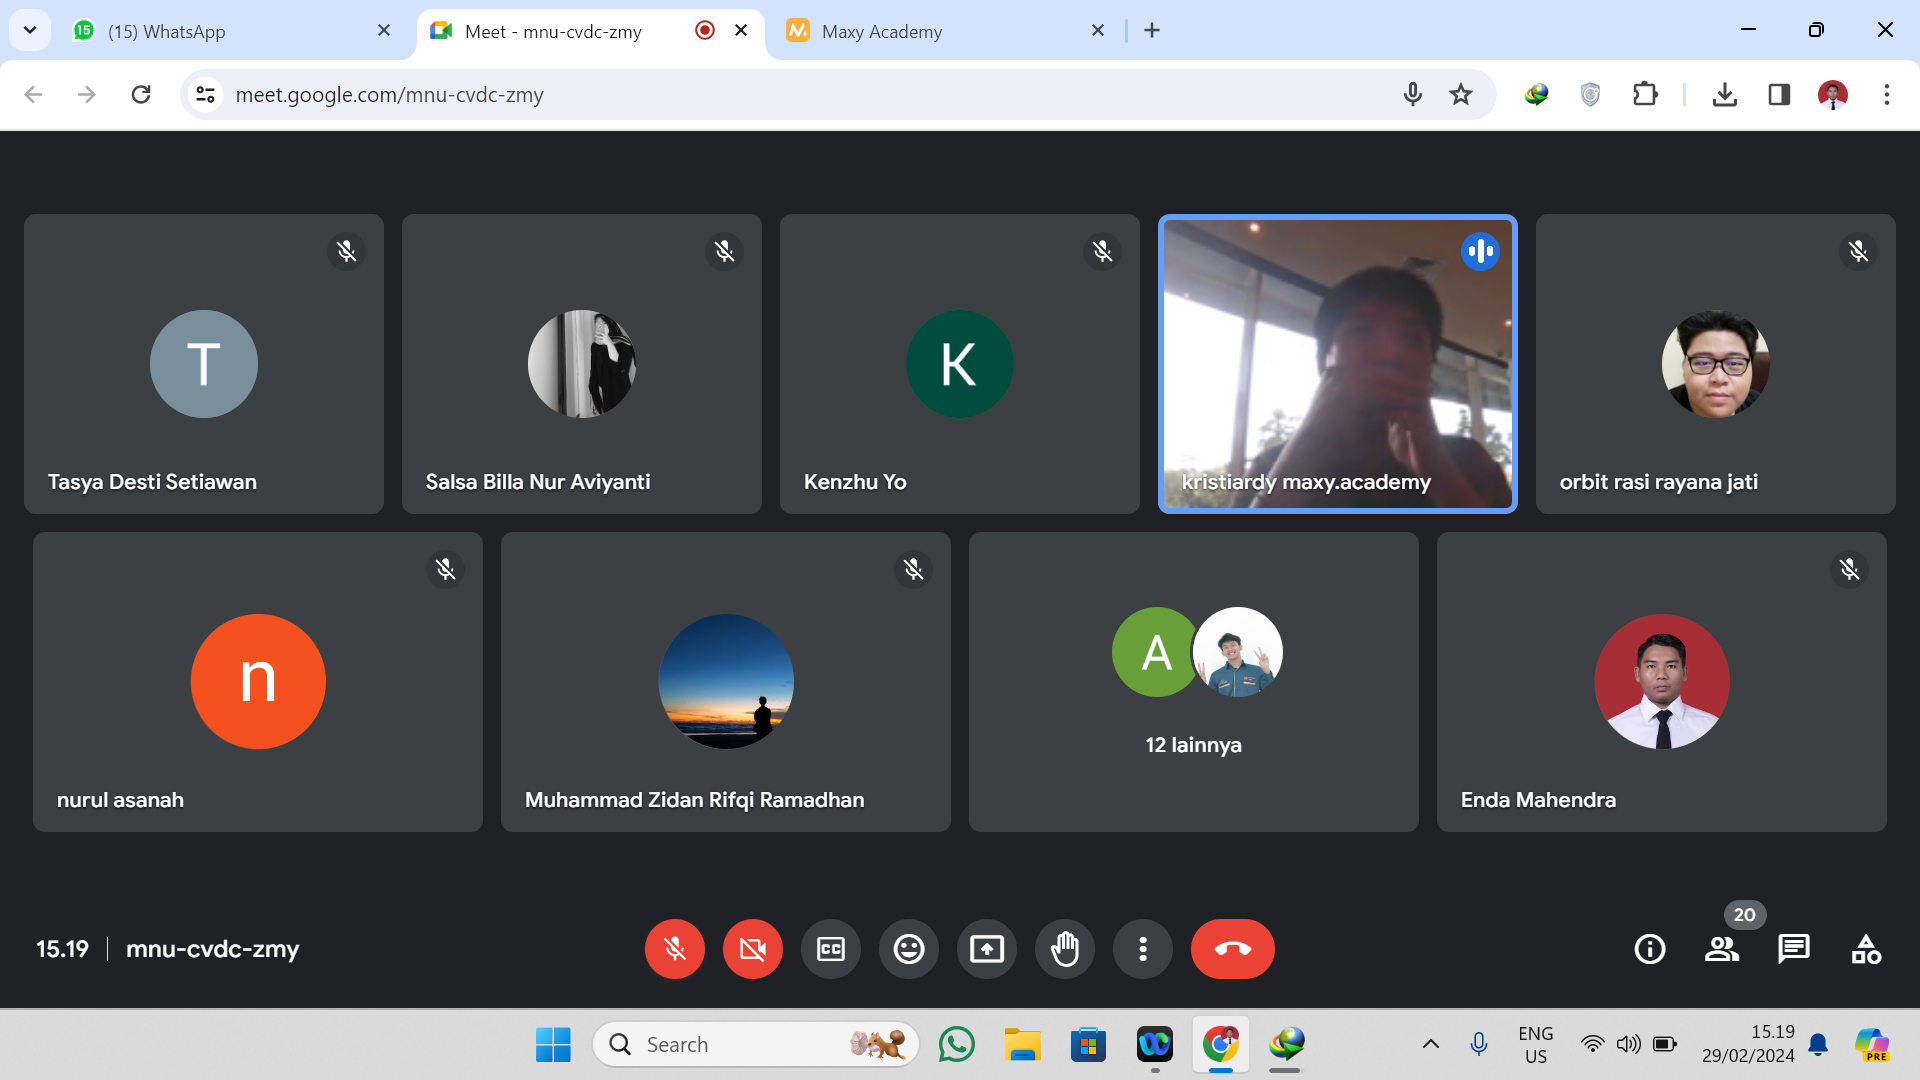 15
(15) WhatsApp
Meet - mnu-cvdc-zmy
Maxy Academy
meet.google.com/mnu-cvdc-zmy
T
Tasya Desti Setiawan
Salsa Billa Nur Aviyanti
K
Kenzhu Yo
kristiardy maxy.academy
orbit rasi rayana jati
n
nurul asanah
Muhammad Zidan Rifqi Ramadhan
A
12 lainnya
Enda Mahendra
15.19
mnu-cvdc-zmy
CC
20
Search
ENG
US
15.19
29/02/2024
PRE